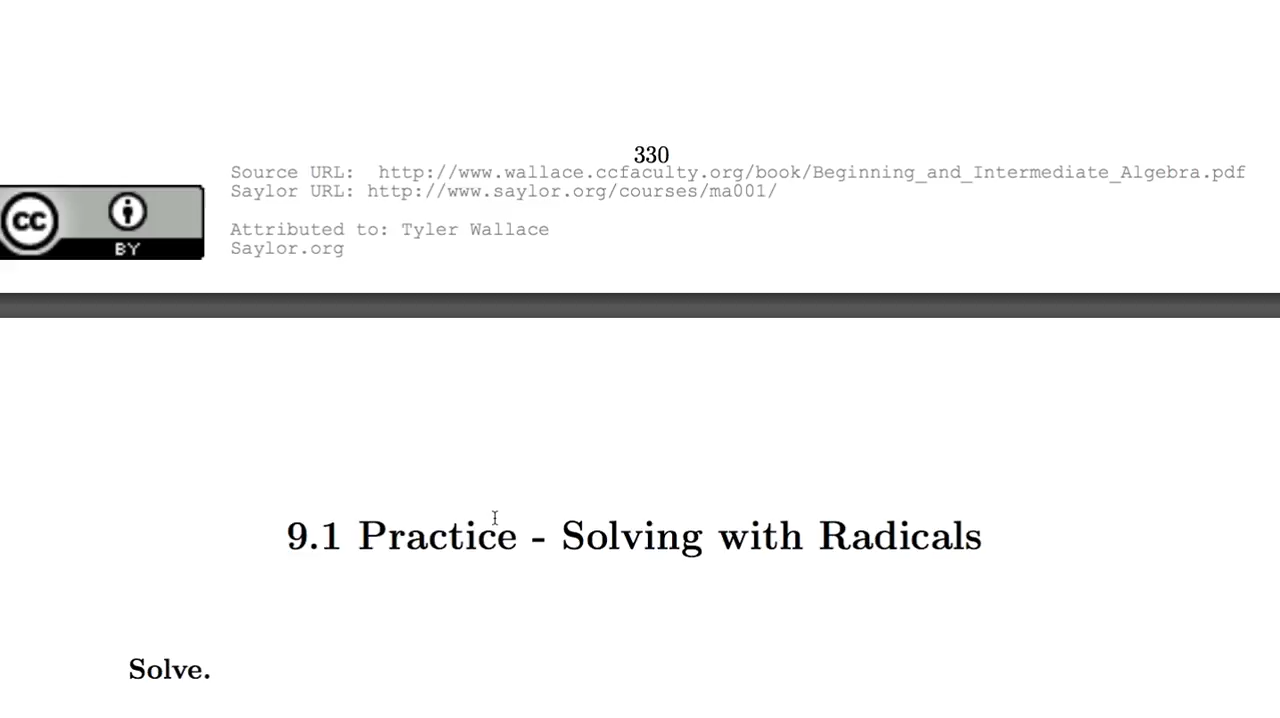 330
Source URL: http://www.wallace.ccfaculty.org/book/Beginning_and_Intermediate_Algebra.pdf
Saylor URL: http://www.saylor.org/courses/ma001/
Attributed to: Tyler Wallace
Saylor.org
CC
BY
9.1 Practice - Solving with Radicals
Solve.